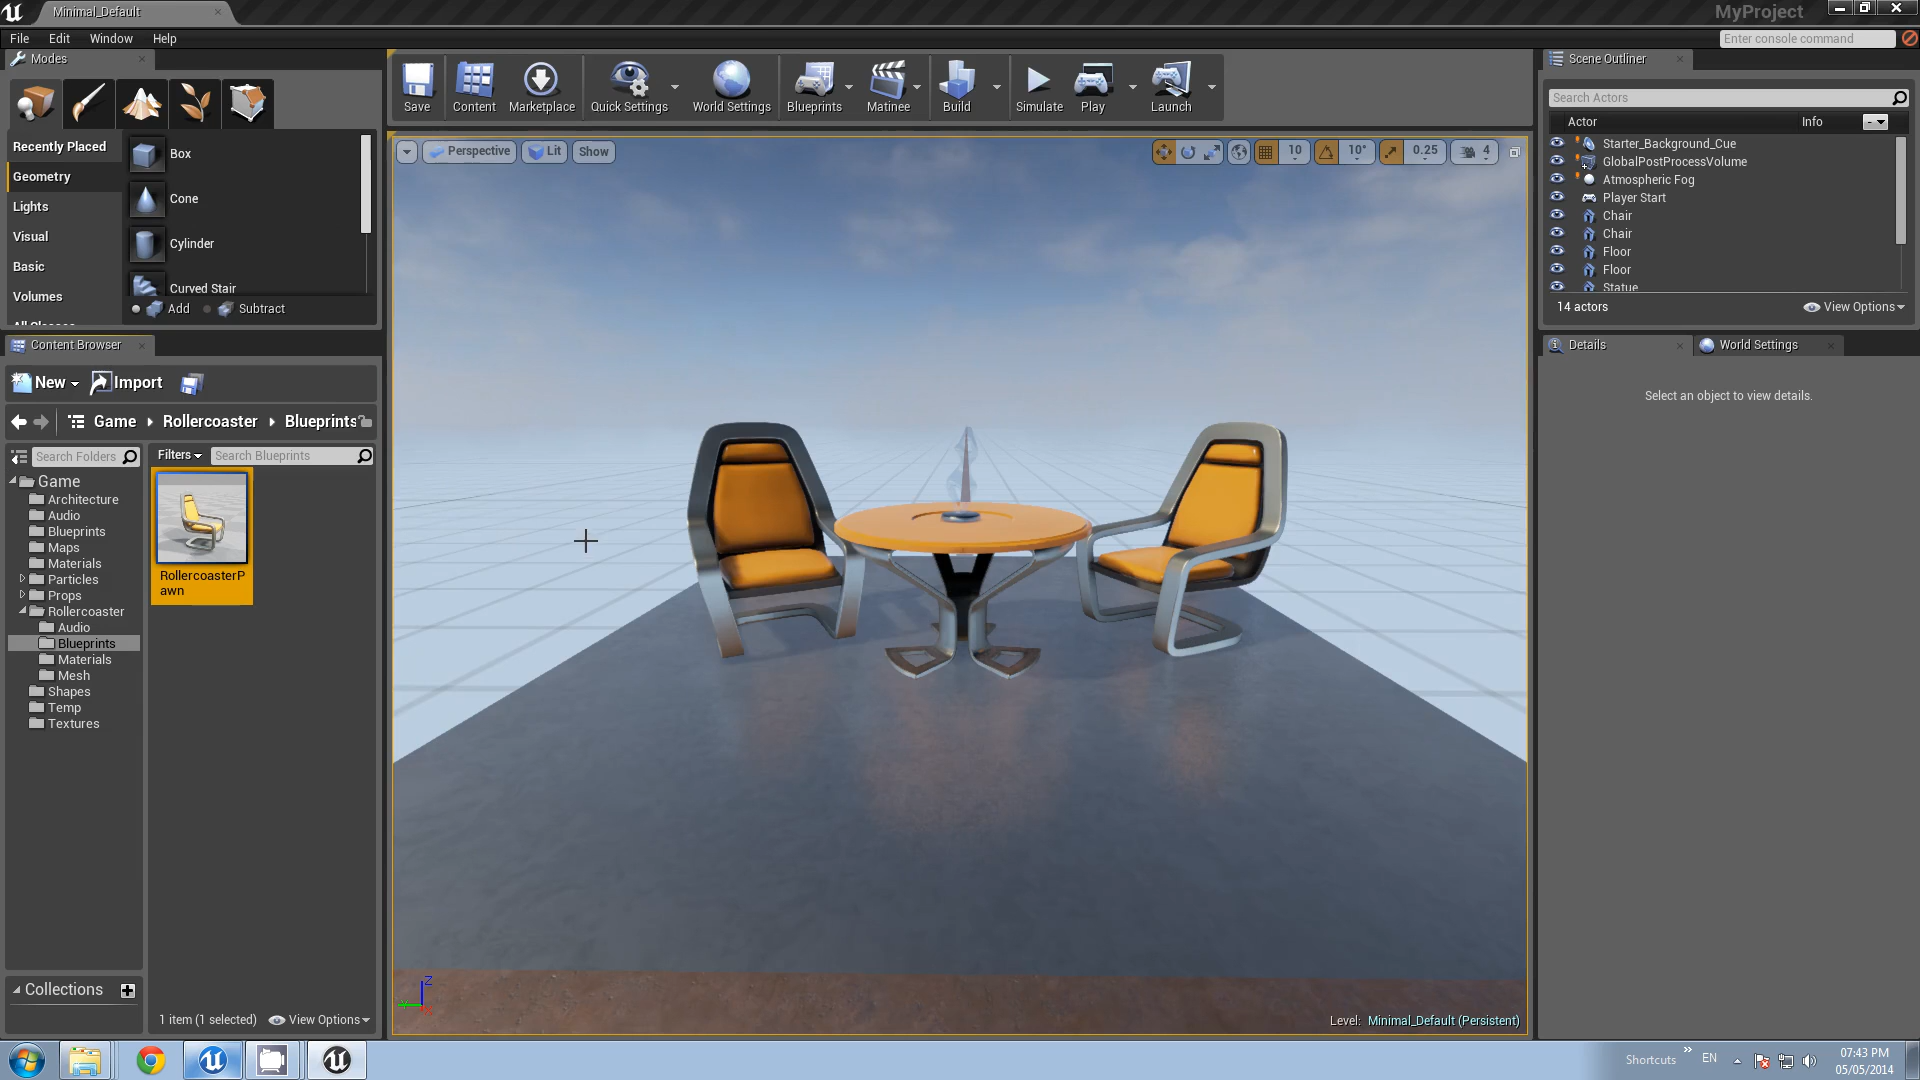 Minimal_Default
MyProject
File Edit Window Help
Enter console command
Modes
Recently Placed
Geometry
Lights
Visual
Basic
Volumes
All Classes
Box
Cone
Cylinder
Curved Stair
Add Subtract
Save Content Marketplace Quick Settings World Settings Blueprints Matinee Build Simulate Play Launch
Perspective Lit Show
10 10° 0.25 4
Scene Outliner
Search Actors
Actor Info
Starter_Background_Cue
GlobalPostProcessVolume
Atmospheric Fog
Player Start
Chair
Chair
Floor
Floor
Statue
14 actors View Options
Details World Settings
Select an object to view details.
Content Browser
New Import
Game Rollercoaster Blueprints
Search Folders
Filters Search Blueprints
Game
Architecture
Audio
Blueprints
Maps
Materials
Particles
Props
Rollercoaster
Audio
Blueprints
Materials
Mesh
Shapes
Temp
Textures
RollercoasterP
awn
Collections
1 item (1 selected) View Options
Z
Y
X
Level: Minimal_Default (Persistent)
Shortcuts » EN
07:43 PM
05/05/2014